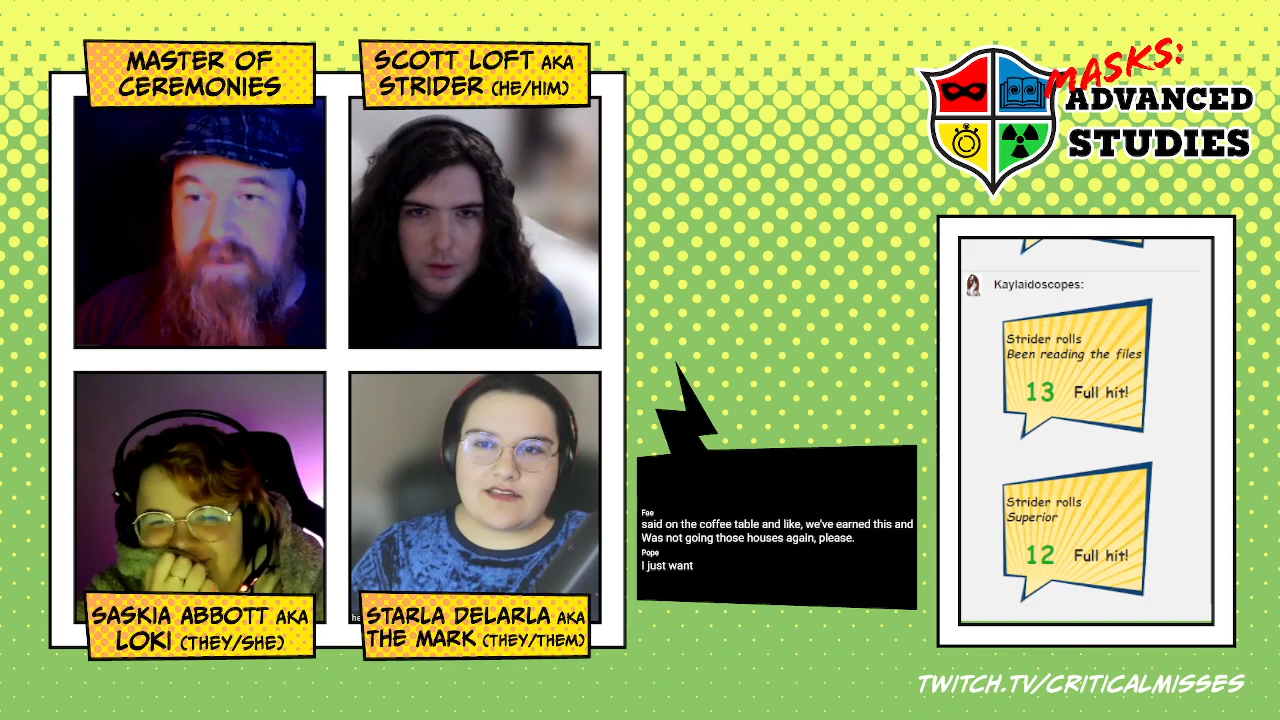 MASTER OF
CEREMONIES
SCOTT LOFT AKA
STRIDER (HE/HIM)
SASKIA ABBOTT AKA
LOKI (THEY/SHE)
he
STARLA DELARLA AKA
THE MARK (THEY/THEM)
Fae
said on the coffee table and like, we've earned this and
Was not going those houses again, please.
Pope
I just want
MASKS:
ADVANCED
STUDIES
Kaylaidoscopes:
Strider rolls
Been reading the files
13 Full hit!
Strider rolls
Superior
12 Full hit!
TWITCH.TV/CRITICALMISSES